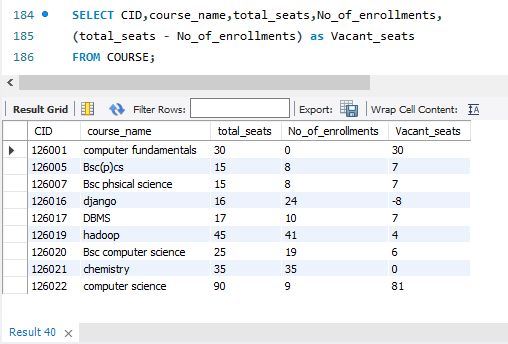 184 SELECT CID,course_name,total_seats,No_of_enrollments,
185 (total_seats - No_of_enrollments) as Vacant_seats
186 FROM COURSE;
Result Grid Filter Rows: Export: Wrap Cell Content: IA
CID course_name total_seats No_of_enrollments Vacant_seats
126001 computer fundamentals 30 0 30
126005 Bsc(p)cs 15 8 7
126007 Bsc phsical science 15 8 7
126016 django 16 24 -8
126017 DBMS 17 10 7
126019 hadoop 45 41 4
126020 Bsc computer science 25 19 6
126021 chemistry 35 35 0
126022 computer science 90 9 81
Result 40